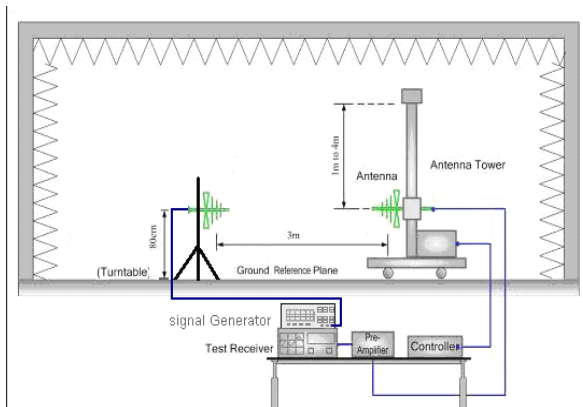 1m to 4m
Antenna Tower
Antenna
80cm
3m
(Turntable)
Ground Reference Plane
signal Generator
Test Receiver
Pre-
Amplifier
Controller